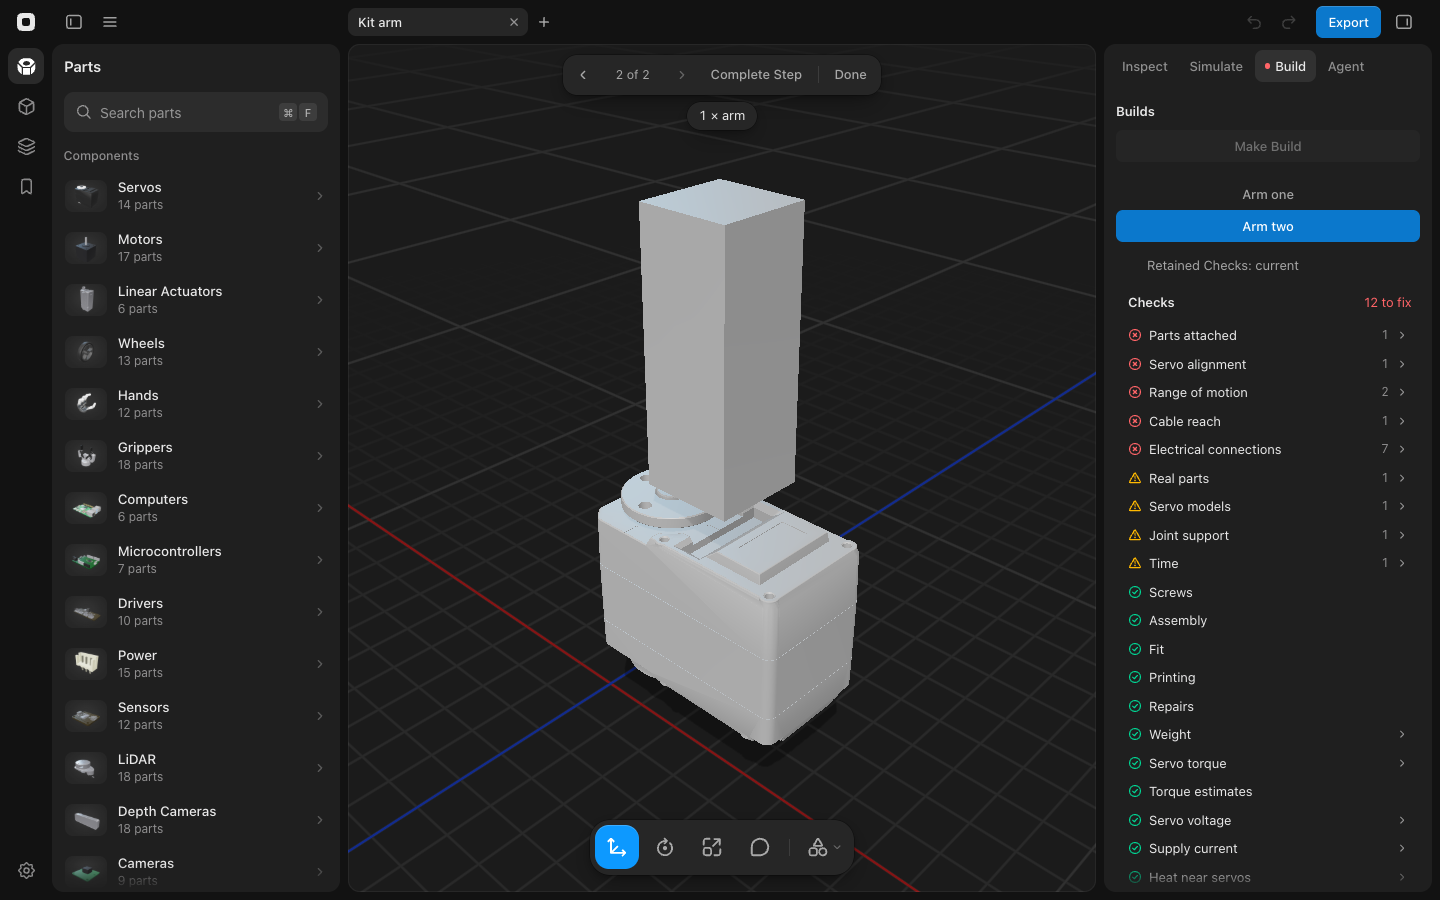 Kit arm
Export
Parts
Search parts
⌘ F
Components
Servos
14 parts
Motors
17 parts
Linear Actuators
6 parts
Wheels
13 parts
Hands
12 parts
Grippers
18 parts
Computers
6 parts
Microcontrollers
7 parts
Drivers
10 parts
Power
15 parts
Sensors
12 parts
LiDAR
18 parts
Depth Cameras
18 parts
Cameras
9 parts
2 of 2
Complete Step
Done
1 × arm
Inspect
Simulate
Build
Agent
Builds
Make Build
Arm one
Arm two
Retained Checks: current
Checks 12 to fix
Parts attached 1
Servo alignment 1
Range of motion 2
Cable reach 1
Electrical connections 7
Real parts 1
Servo models 1
Joint support 1
Time 1
Screws
Assembly
Fit
Printing
Repairs
Weight
Servo torque
Torque estimates
Servo voltage
Supply current
Heat near servos